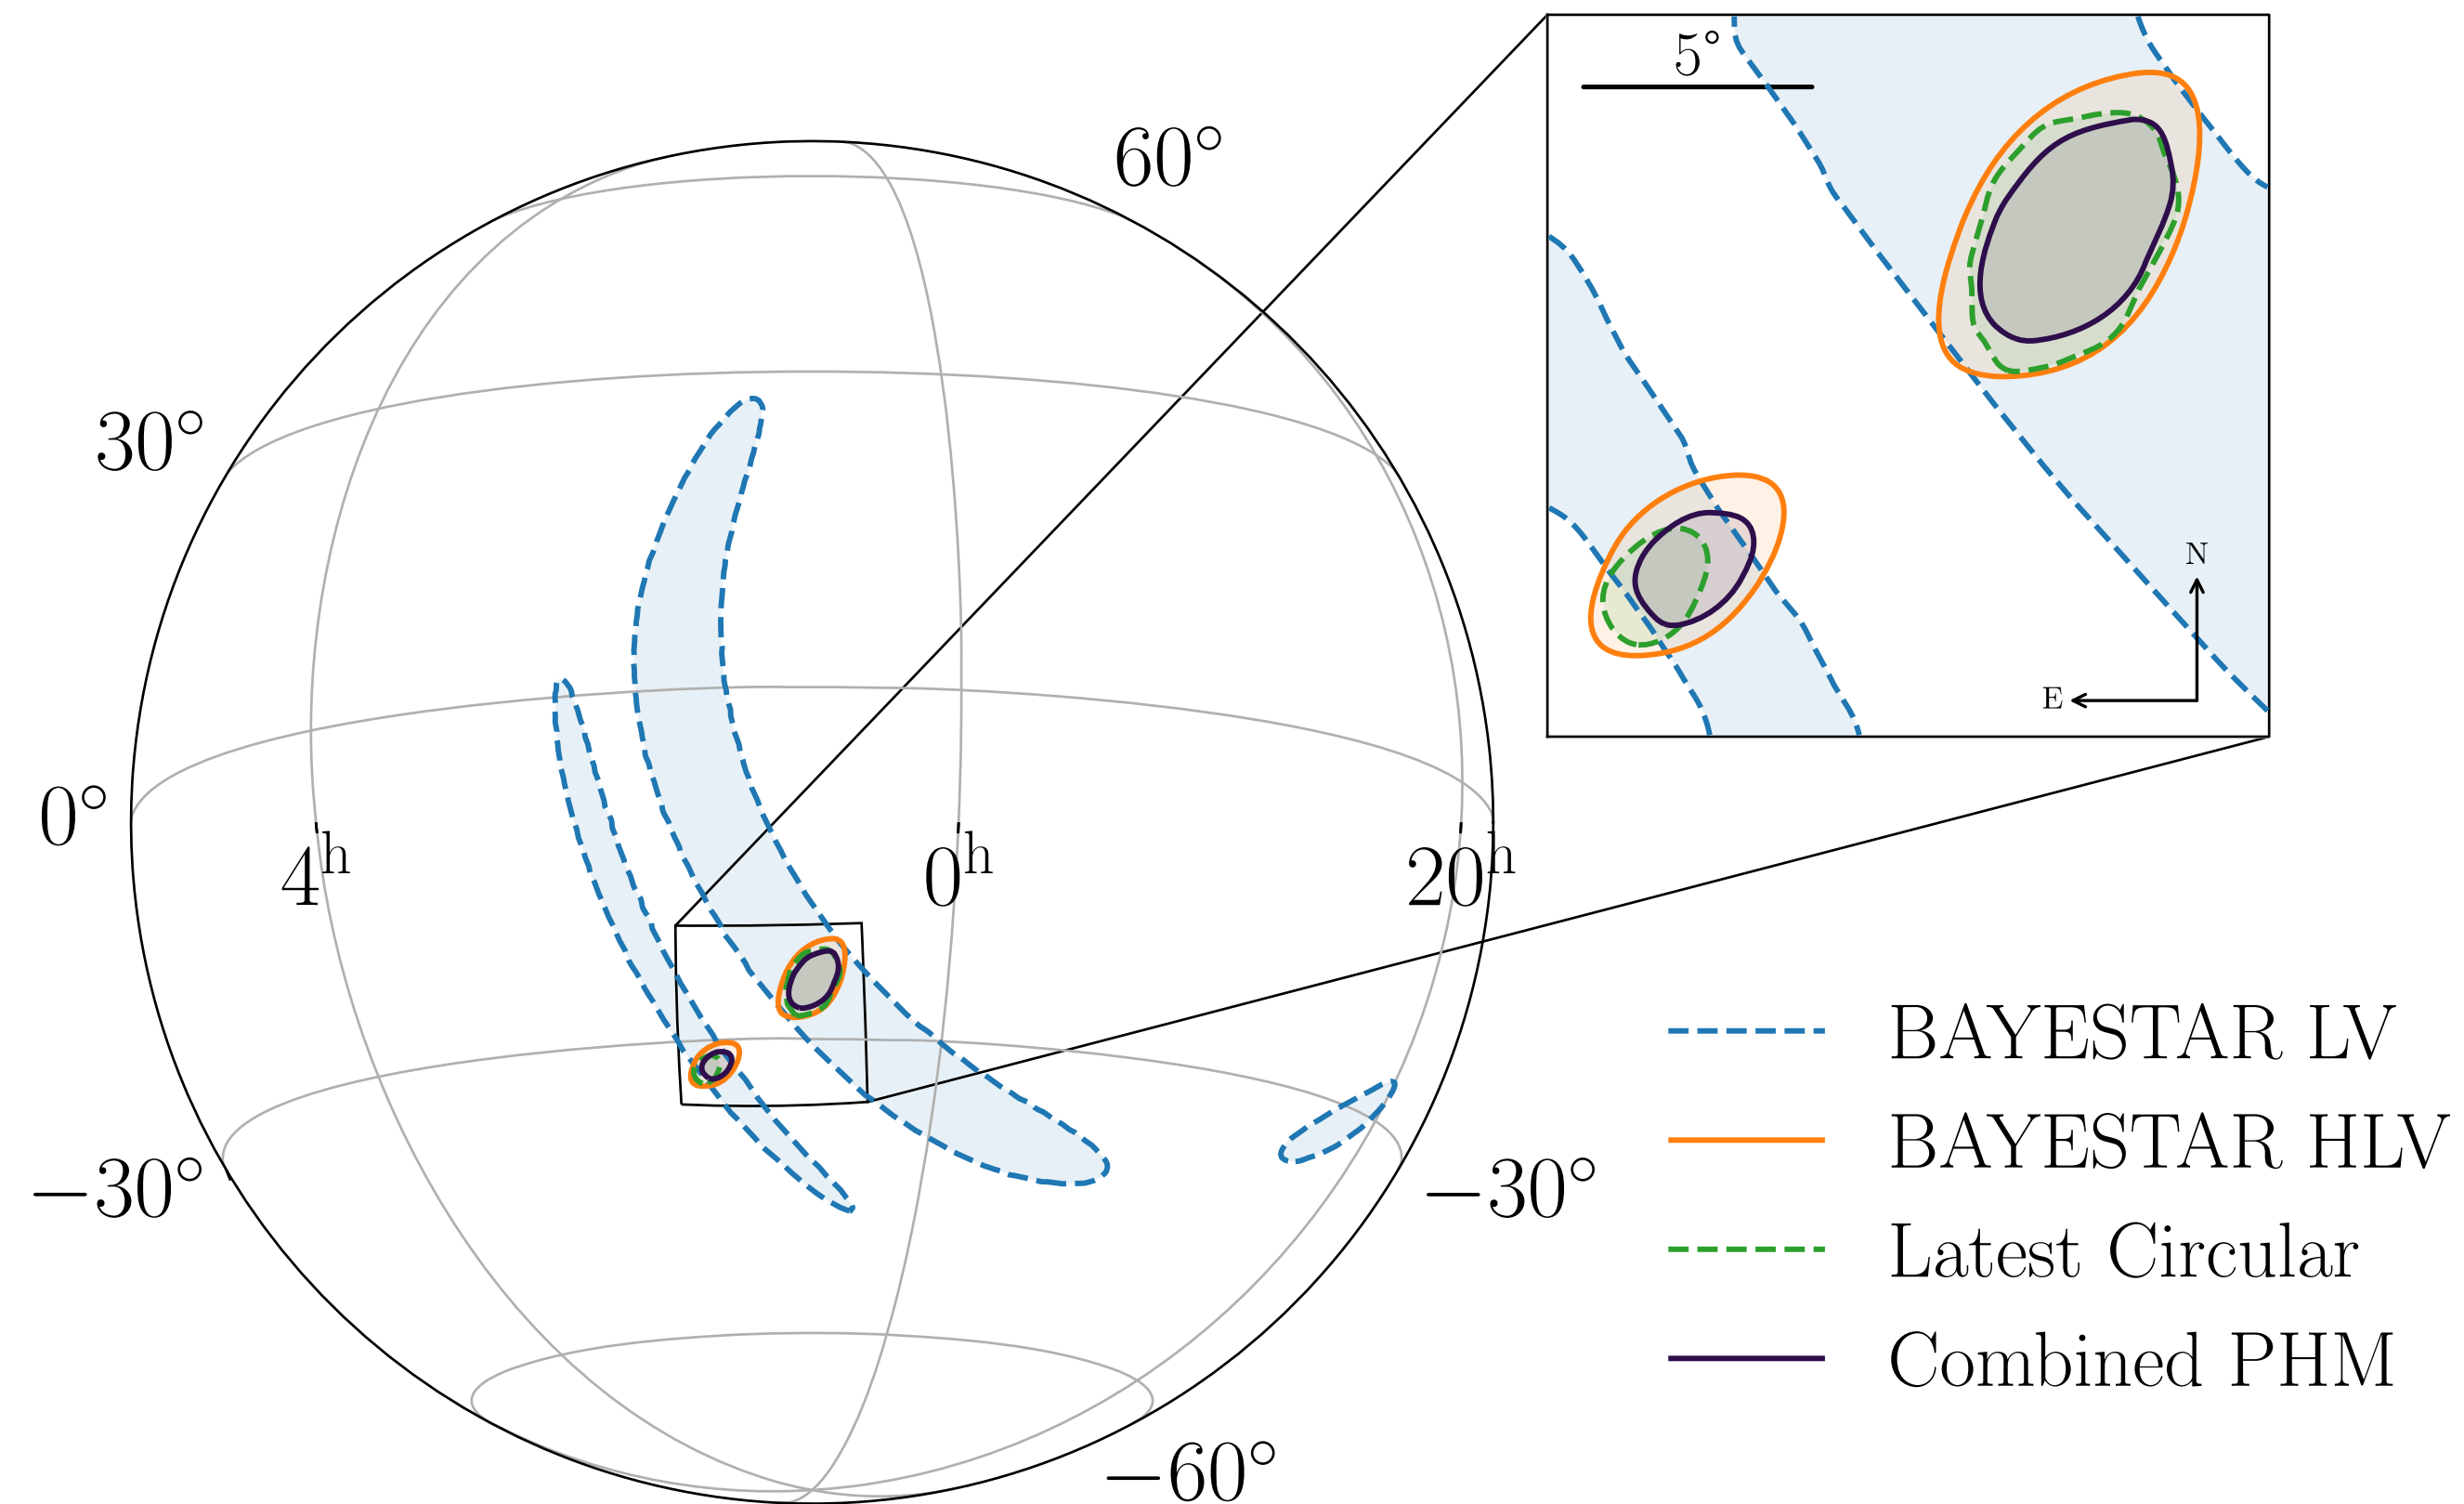 5°
60°
30°
N
E
0°
4ʰ
0ʰ
20ʰ
BAYESTAR LV
BAYESTAR HLV
−30°
−30°
Latest Circular
Combined PHM
−60°